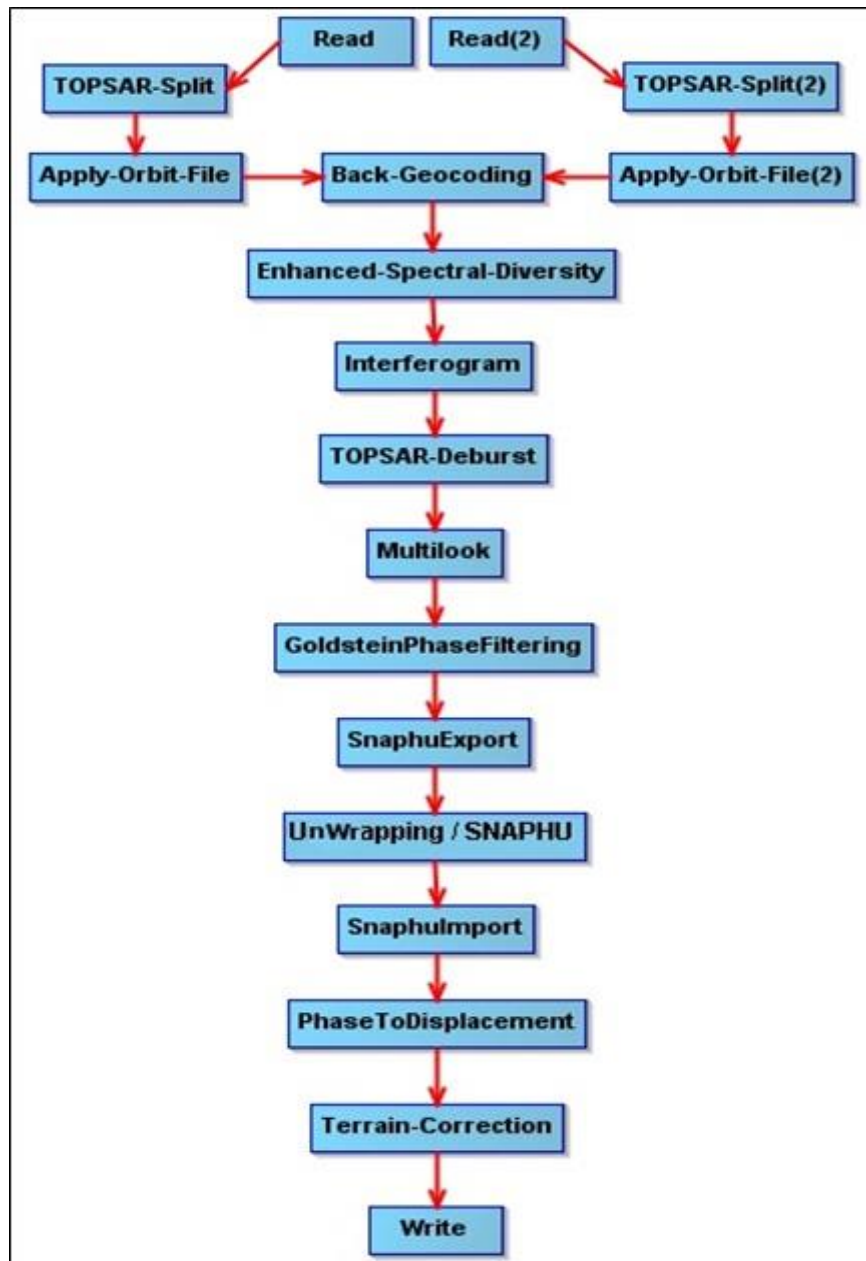 Read
Read(2)
TOPSAR-Split
TOPSAR-Split(2)
Apply-Orbit-File
Back-Geocoding
Apply-Orbit-File(2)
Enhanced-Spectral-Diversity
Interferogram
TOPSAR-Deburst
Multilook
GoldsteinPhaseFiltering
SnaphuExport
UnWrapping / SNAPHU
SnaphuImport
PhaseToDisplacement
Terrain-Correction
Write